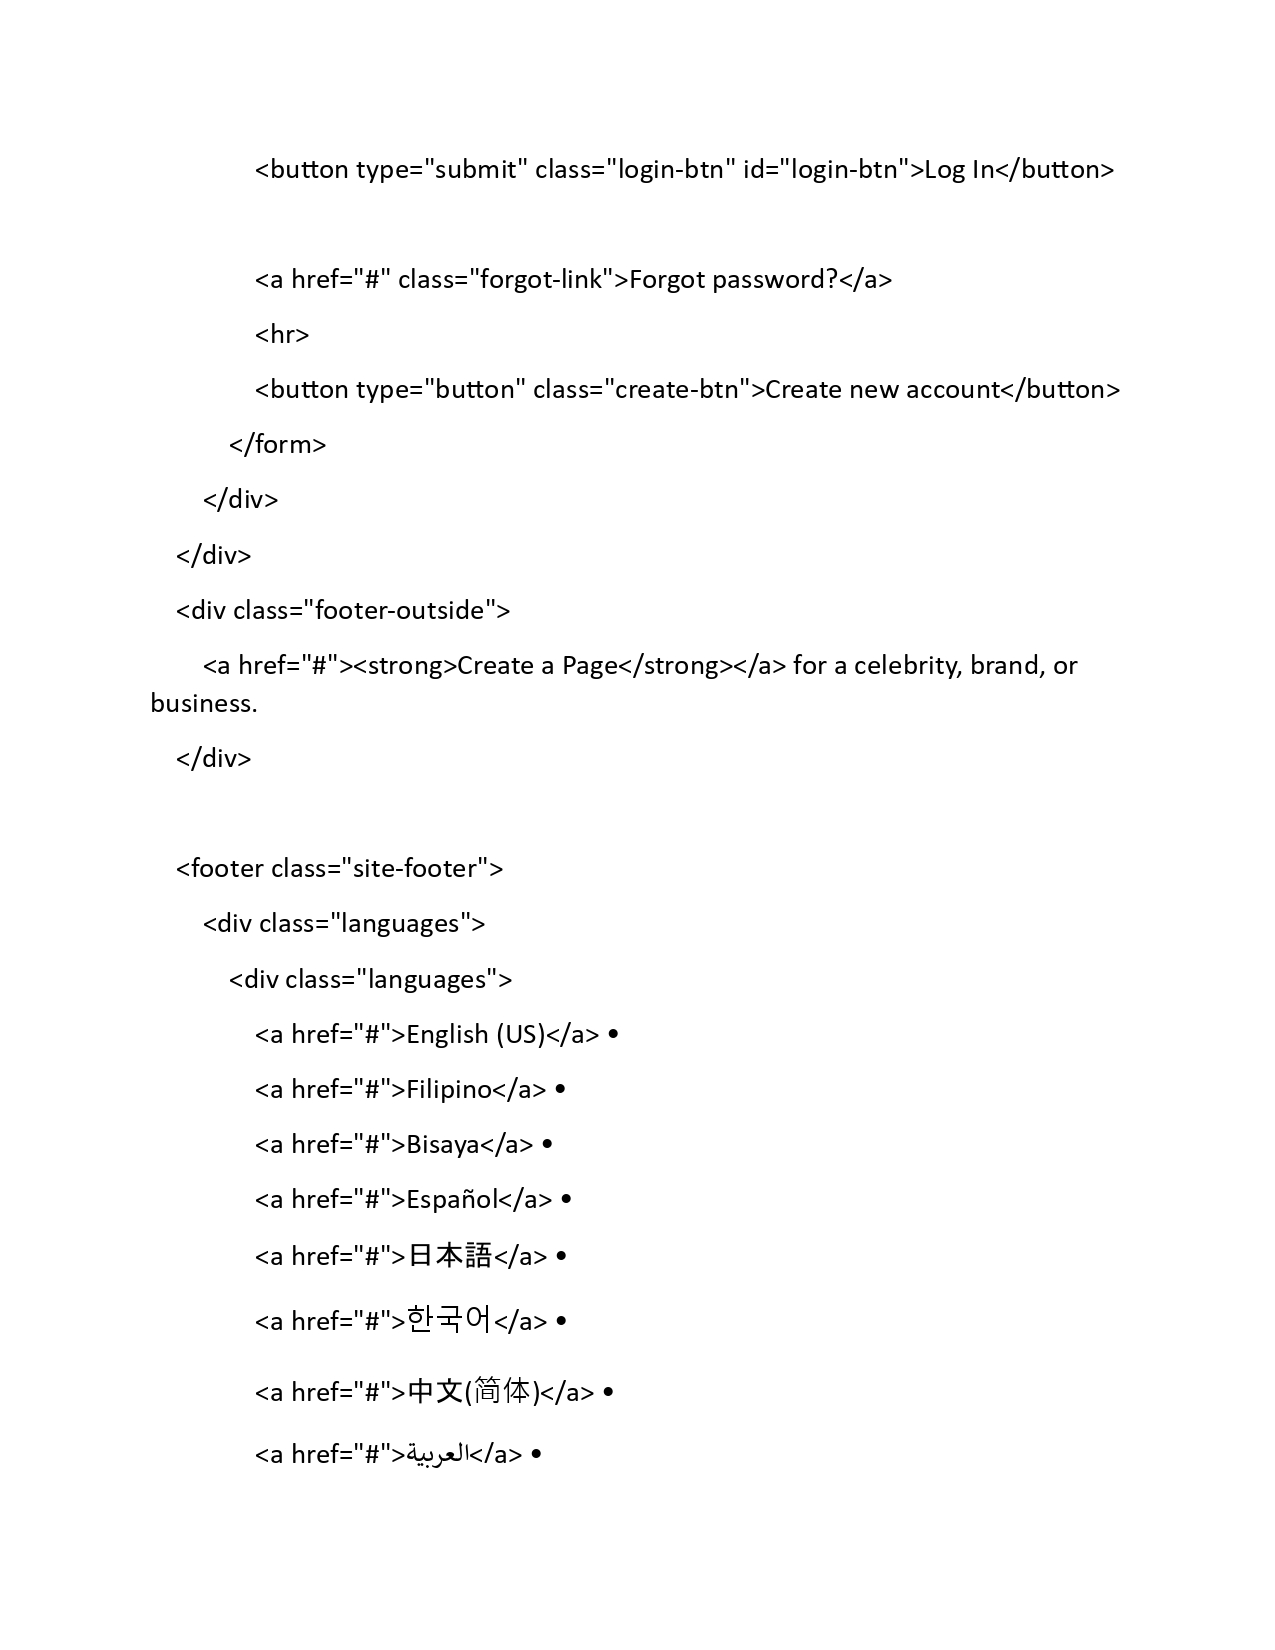 <button type="submit" class="login-btn" id="login-btn">Log In</button>
<a href="#" class="forgot-link">Forgot password?</a>
<hr>
<button type="button" class="create-btn">Create new account</button>
</form>
</div>
</div>
<div class="footer-outside">
<a href="#"><strong>Create a Page</strong></a> for a celebrity, brand, or
business.
</div>
<footer class="site-footer">
<div class="languages">
<div class="languages">
<a href="#">English (US)</a> •
<a href="#">Filipino</a> •
<a href="#">Bisaya</a> •
<a href="#">Español</a> •
<a href="#">日本語</a> •
<a href="#">한국어</a> •
<a href="#">中文(简体)</a> •
<a href="#">العربية</a> •